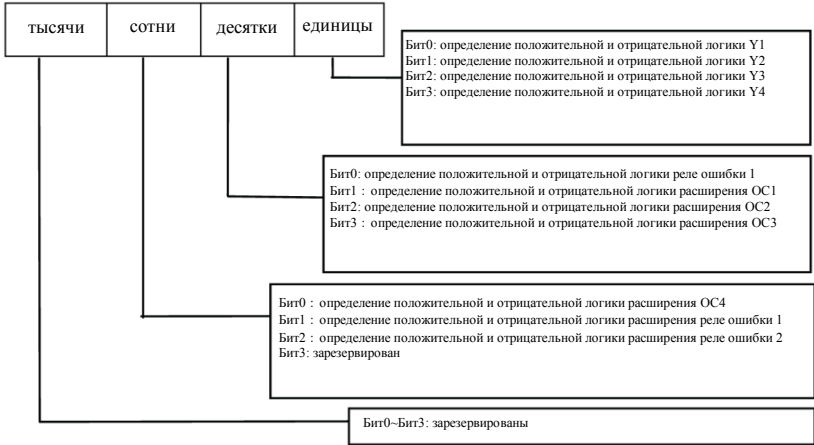 тысячи сотни десятки единицы
Бит0: определение положительной и отрицательной логики Y1
Бит1: определение положительной и отрицательной логики Y2
Бит2: определение положительной и отрицательной логики Y3
Бит3: определение положительной и отрицательной логики Y4
Бит0: определение положительной и отрицательной логики реле ошибки 1
Бит1 : определение положительной и отрицательной логики расширения ОС1
Бит2: определение положительной и отрицательной логики расширения ОС2
Бит3 : определение положительной и отрицательной логики расширения ОС3
Бит0 : определение положительной и отрицательной логики расширения ОС4
Бит1 : определение положительной и отрицательной логики расширения реле ошибки 1
Бит2 : определение положительной и отрицательной логики расширения реле ошибки 2
Бит3: зарезервирован
Бит0~Бит3: зарезервированы